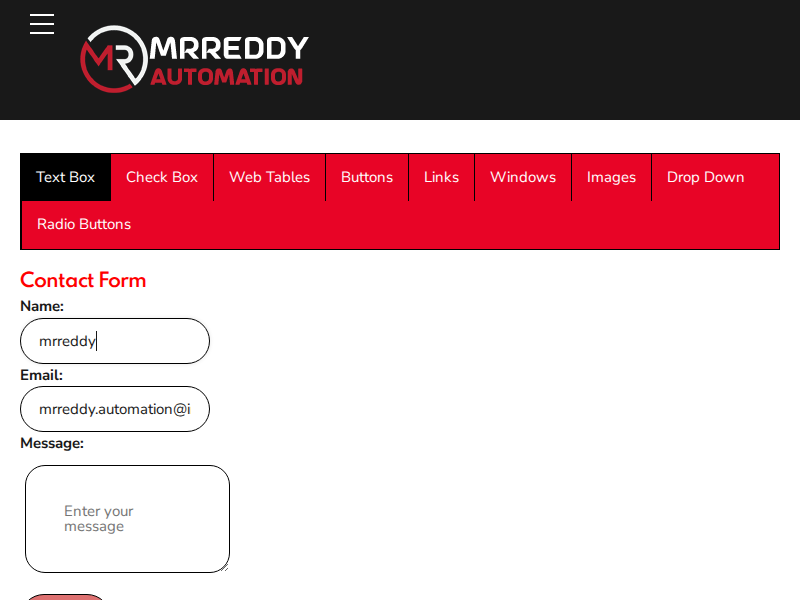 MRREDDY
AUTOMATION
Text Box Check Box Web Tables Buttons Links Windows Images Drop Down
Radio Buttons
Contact Form
Name:
mrreddy
Email:
mrreddy.automation@i
Message:
Enter your
message